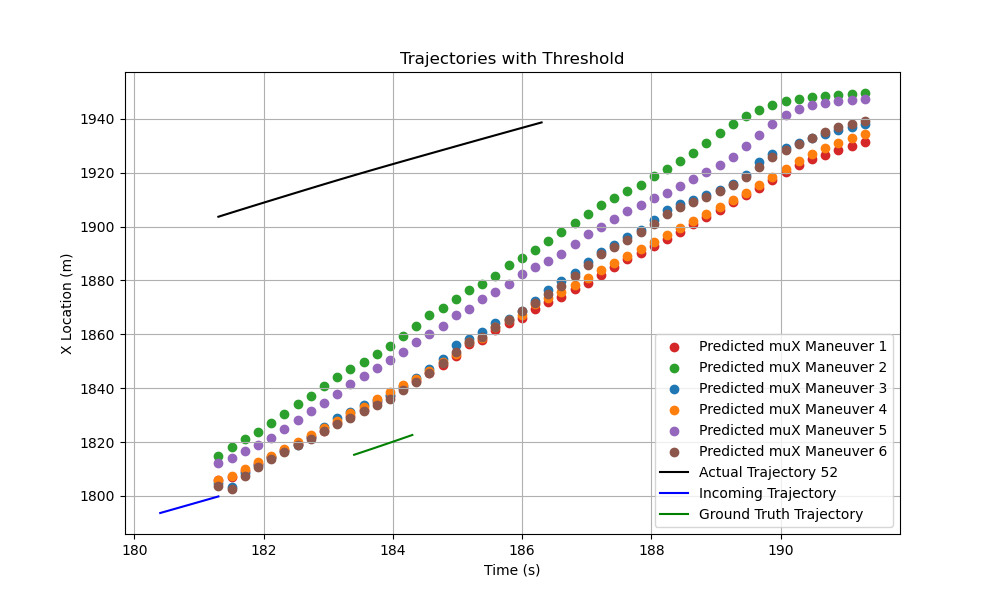 Trajectories with Threshold
X Location (m)
1940
1920
1900
1880
1860
1840
1820
1800
180 182 184 186 188 190
Time (s)
Predicted muX Maneuver 1
Predicted muX Maneuver 2
Predicted muX Maneuver 3
Predicted muX Maneuver 4
Predicted muX Maneuver 5
Predicted muX Maneuver 6
Actual Trajectory 52
Incoming Trajectory
Ground Truth Trajectory